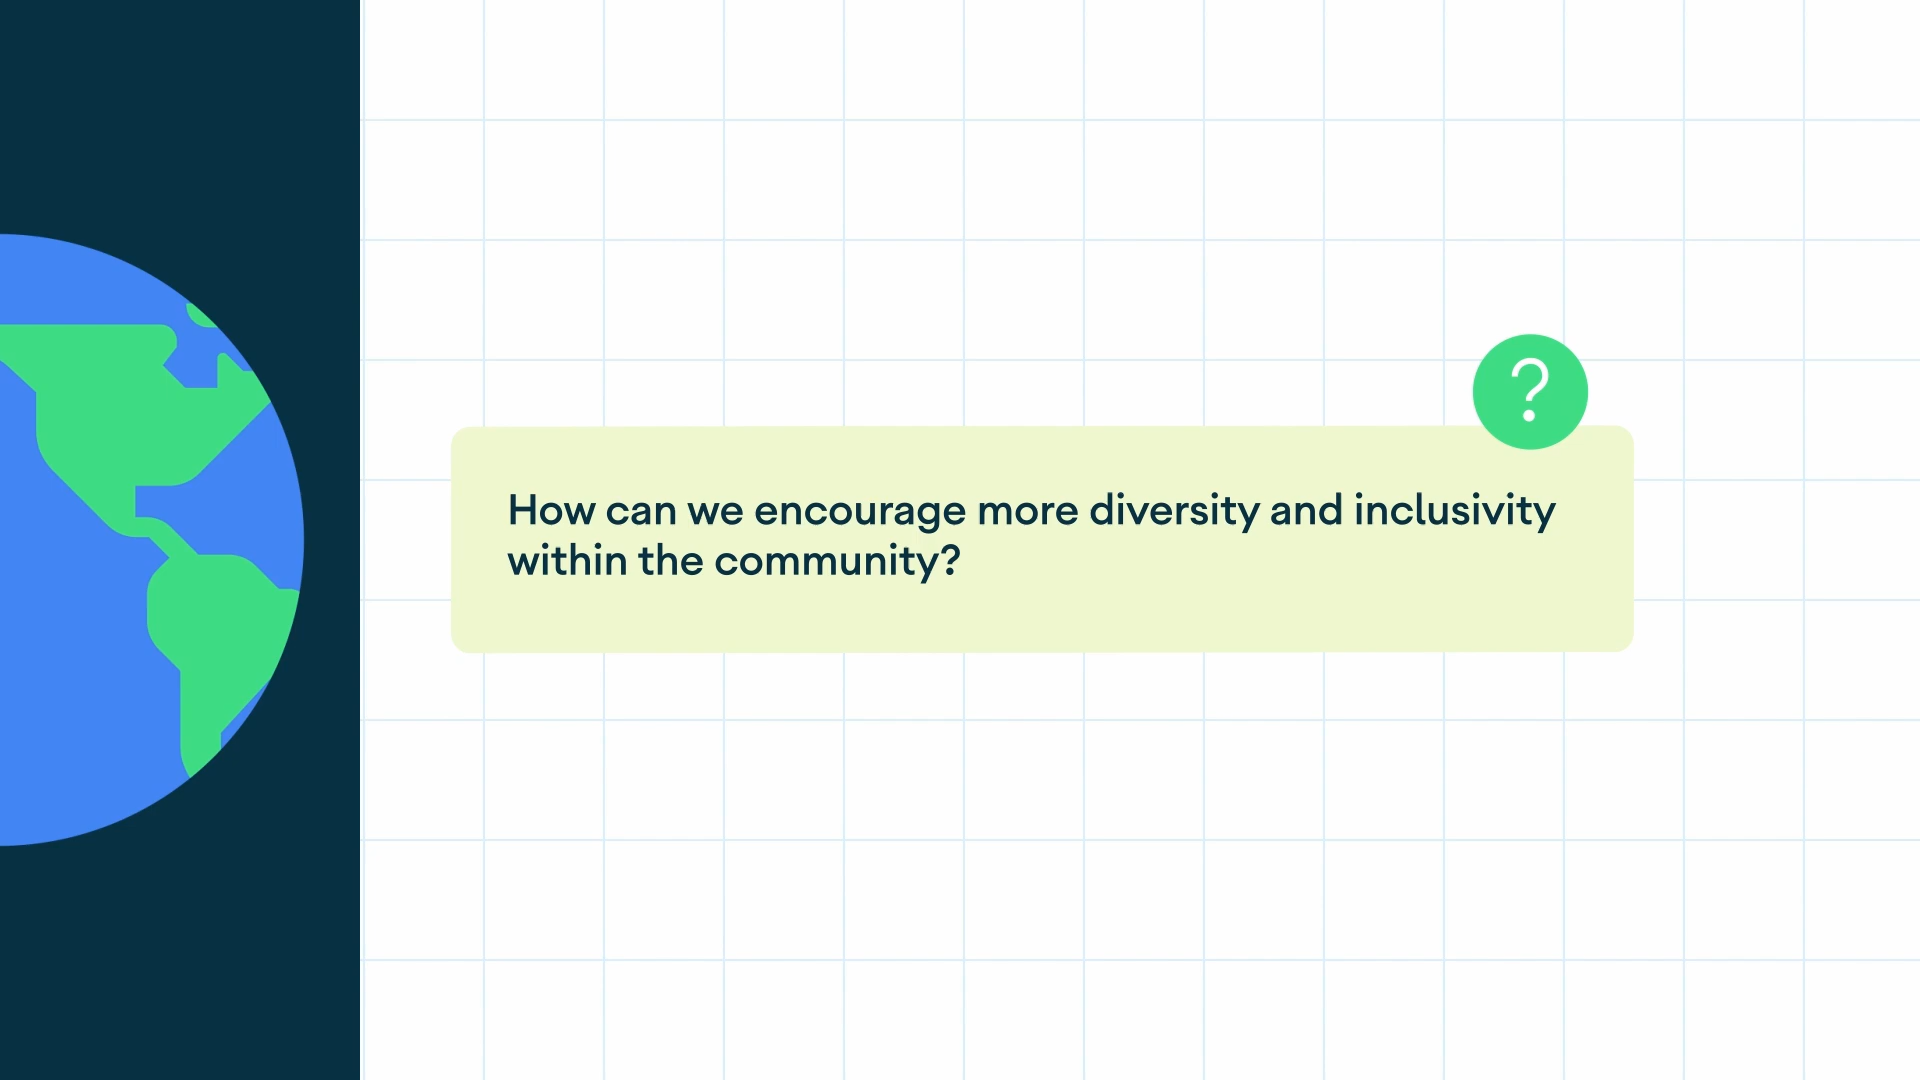 ?
How can we encourage more diversity and inclusivity
within the community?